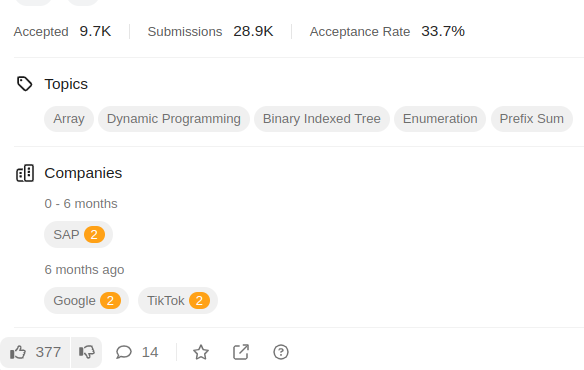 Accepted 9.7K Submissions 28.9K Acceptance Rate 33.7%
Topics
Array Dynamic Programming Binary Indexed Tree Enumeration Prefix Sum
Companies
0 - 6 months
SAP 2
6 months ago
Google 2 TikTok 2
377 14